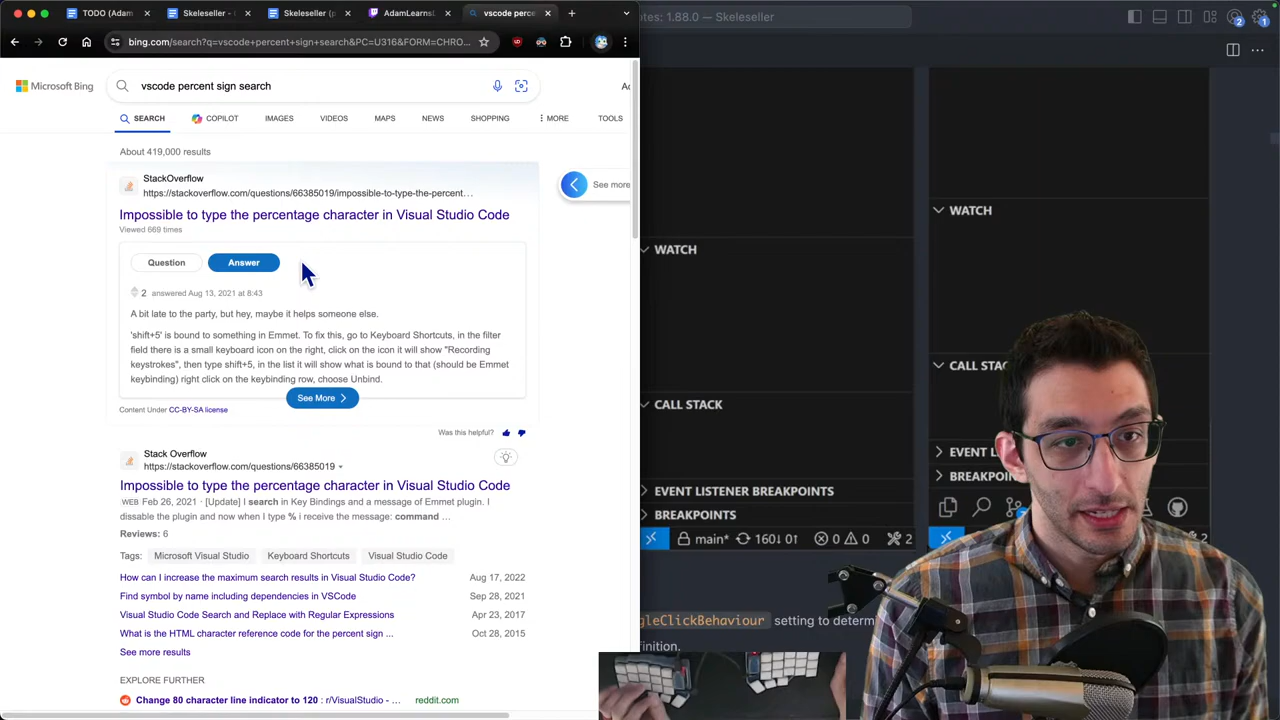 TODO (Adam
Skeleseller -
Skeleseller (p
AdamLearnsL
vscode perce
utes: 1.88.0 — Skeleseller
bing.com/search?q=vscode+percent+sign+search&PC=U316&FORM=CHRO...
Microsoft Bing
vscode percent sign search
SEARCH
COPILOT
IMAGES
VIDEOS
MAPS
NEWS
SHOPPING
MORE
TOOLS
About 419,000 results
StackOverflow
https://stackoverflow.com/questions/66385019/impossible-to-type-the-percent...
See more
Impossible to type the percentage character in Visual Studio Code
Viewed 669 times
Question
Answer
2 answered Aug 13, 2021 at 8:43
A bit late to the party, but hey, maybe it helps someone else.
'shift+5' is bound to something in Emmet. To fix this, go to Keyboard Shortcuts, in the filter
field there is a small keyboard icon on the right, click on the icon it will show "Recording
keystrokes", then type shift+5, in the list it will show what is bound to that (should be Emmet
keybinding) right click on the keybinding row, choose Unbind.
See More
Content Under CC-BY-SA license
Was this helpful?
Stack Overflow
https://stackoverflow.com/questions/66385019
Impossible to type the percentage character in Visual Studio Code
WEB Feb 26, 2021 · [Update] I search in Key Bindings and a message of Emmet plugin. I
dissable the plugin and now when I type % i receive the message: command ...
Reviews: 6
Tags: Microsoft Visual Studio Keyboard Shortcuts Visual Studio Code
How can I increase the maximum search results in Visual Studio Code? Aug 17, 2022
Find symbol by name including dependencies in VSCode Sep 28, 2021
Visual Studio Code Search and Replace with Regular Expressions Apr 23, 2017
What is the HTML character reference code for the percent sign ... Oct 28, 2015
See more results
EXPLORE FURTHER
Change 80 character line indicator to 120 : r/VisualStudio - ... reddit.com
WATCH
CALL STACK
EVENT LISTENER BREAKPOINTS
BREAKPOINTS
main* 160↓ 0↑ 0 0 2
WATCH
CALL STA
EVENT L
BREAKPOIN
2
2
1
gleClickBehaviour setting to determ
finition.